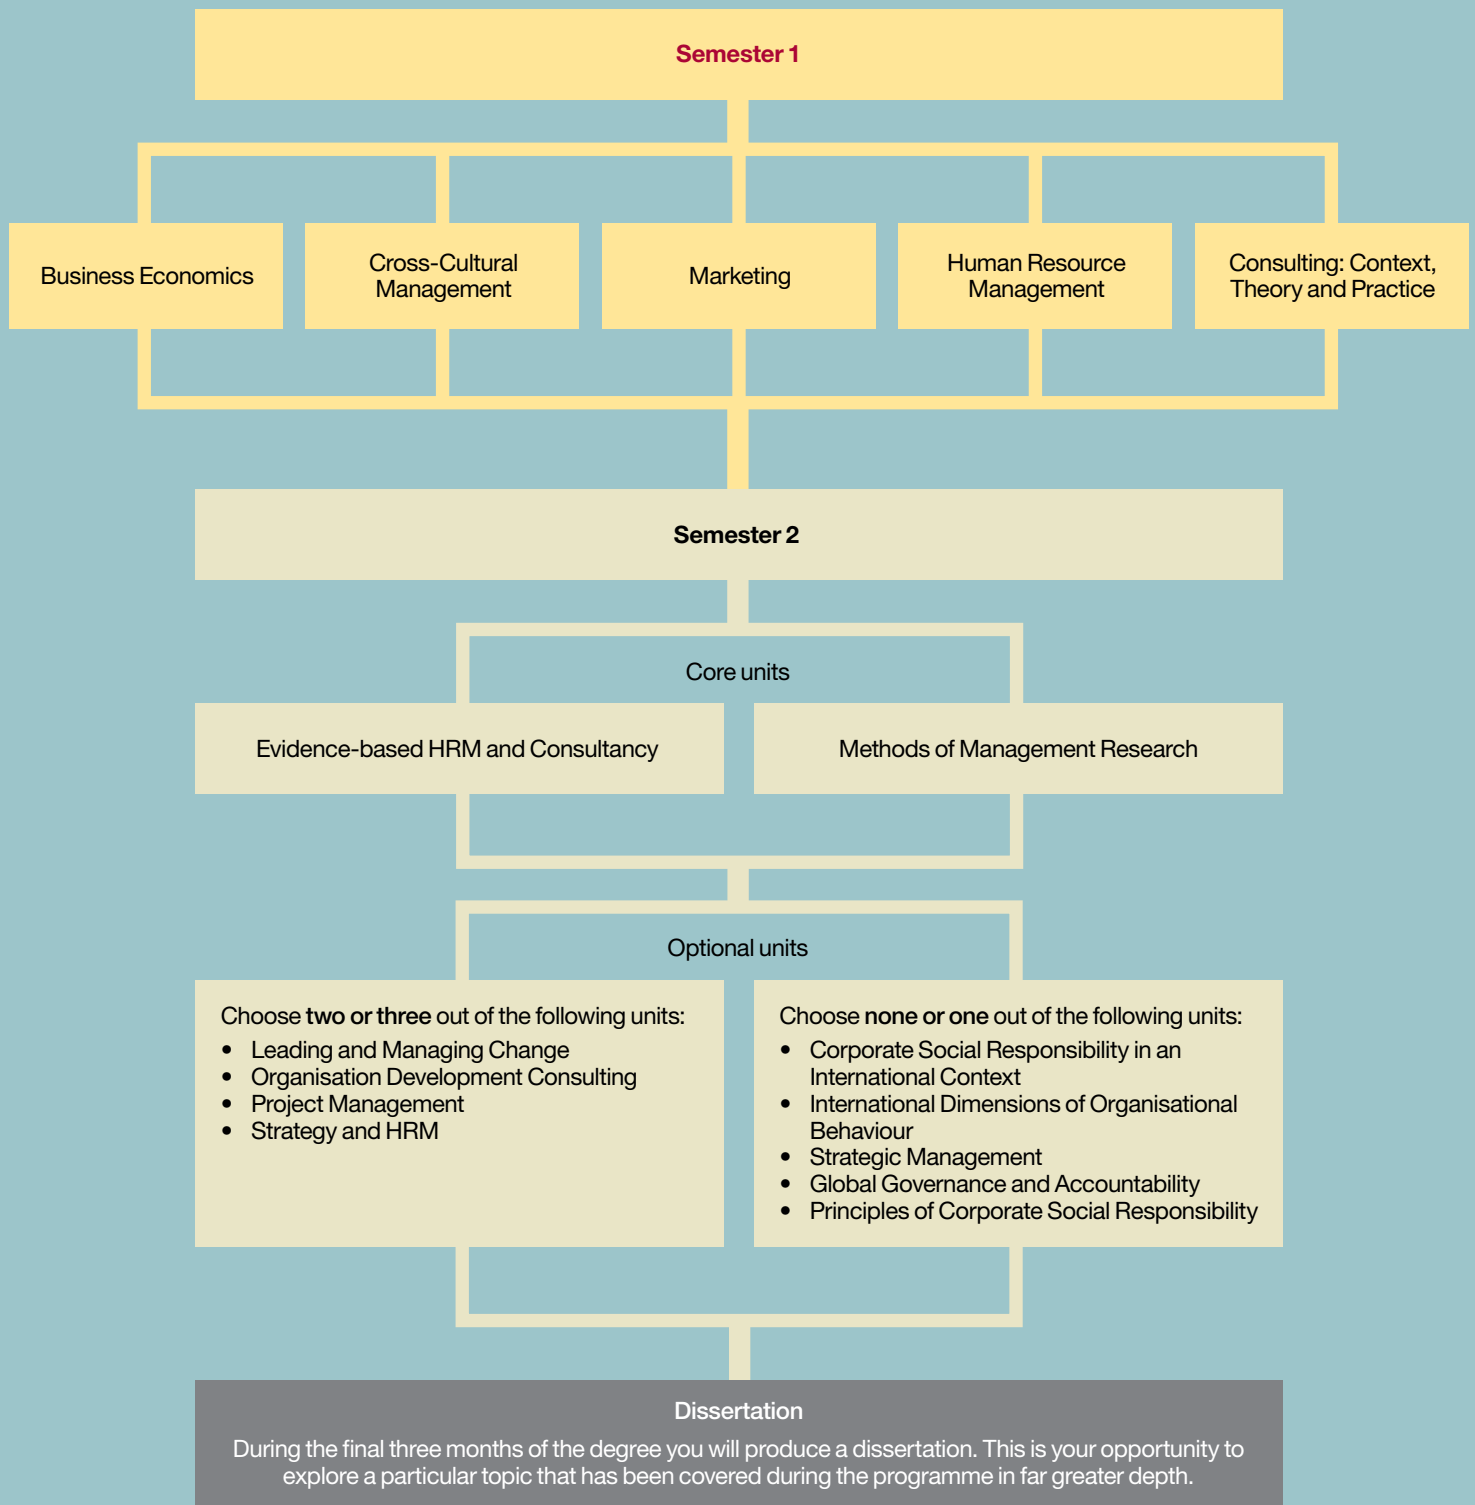 Semester 1
Business Economics
Cross-Cultural
Management
Marketing
Human Resource
Management
Consulting: Context,
Theory and Practice
Semester 2
Core units
Evidence-based HRM and Consultancy
Methods of Management Research
Optional units
Choose two or three out of the following units:
• Leading and Managing Change
• Organisation Development Consulting
• Project Management
• Strategy and HRM
Choose none or one out of the following units:
• Corporate Social Responsibility in an
International Context
• International Dimensions of Organisational
Behaviour
• Strategic Management
• Global Governance and Accountability
• Principles of Corporate Social Responsibility
Dissertation
During the final three months of the degree you will produce a dissertation. This is your opportunity to
explore a particular topic that has been covered during the programme in far greater depth.